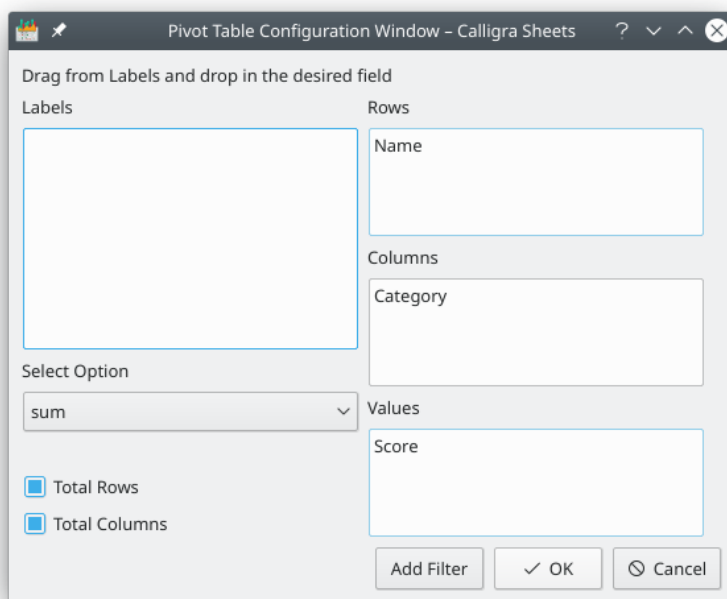 Pivot Table Configuration Window – Calligra Sheets
Drag from Labels and drop in the desired field
Labels
Rows
Name
Columns
Category
Select Option
sum
Values
Score
Total Rows
Total Columns
Add Filter
OK
Cancel